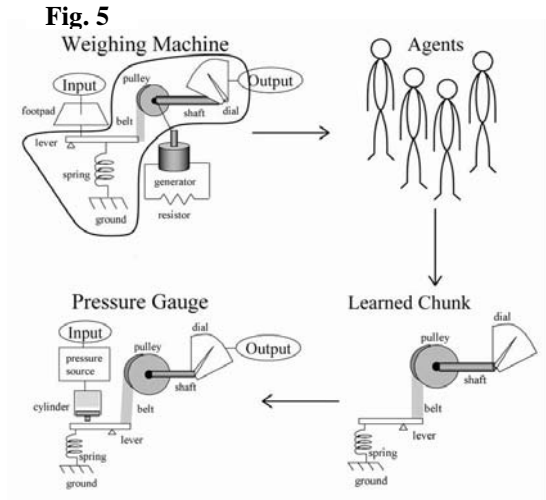 Fig. 5
Weighing Machine
Input
footpad
lever
pulley
belt
shaft
dial
Output
spring
ground
generator
resistor
Agents
Learned Chunk
dial
pulley
shaft
belt
lever
spring
ground
Pressure Gauge
Input
pressure
source
cylinder
pulley
dial
Output
shaft
belt
lever
spring
ground